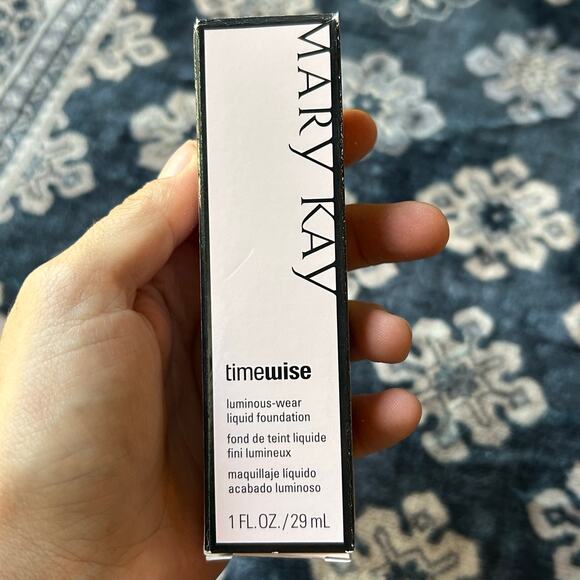 MARY KAY
timewise
luminous-wear
liquid foundation
fond de teint liquide
fini lumineux
maquillaje líquido
acabado luminoso
1 FL.OZ./29 mL